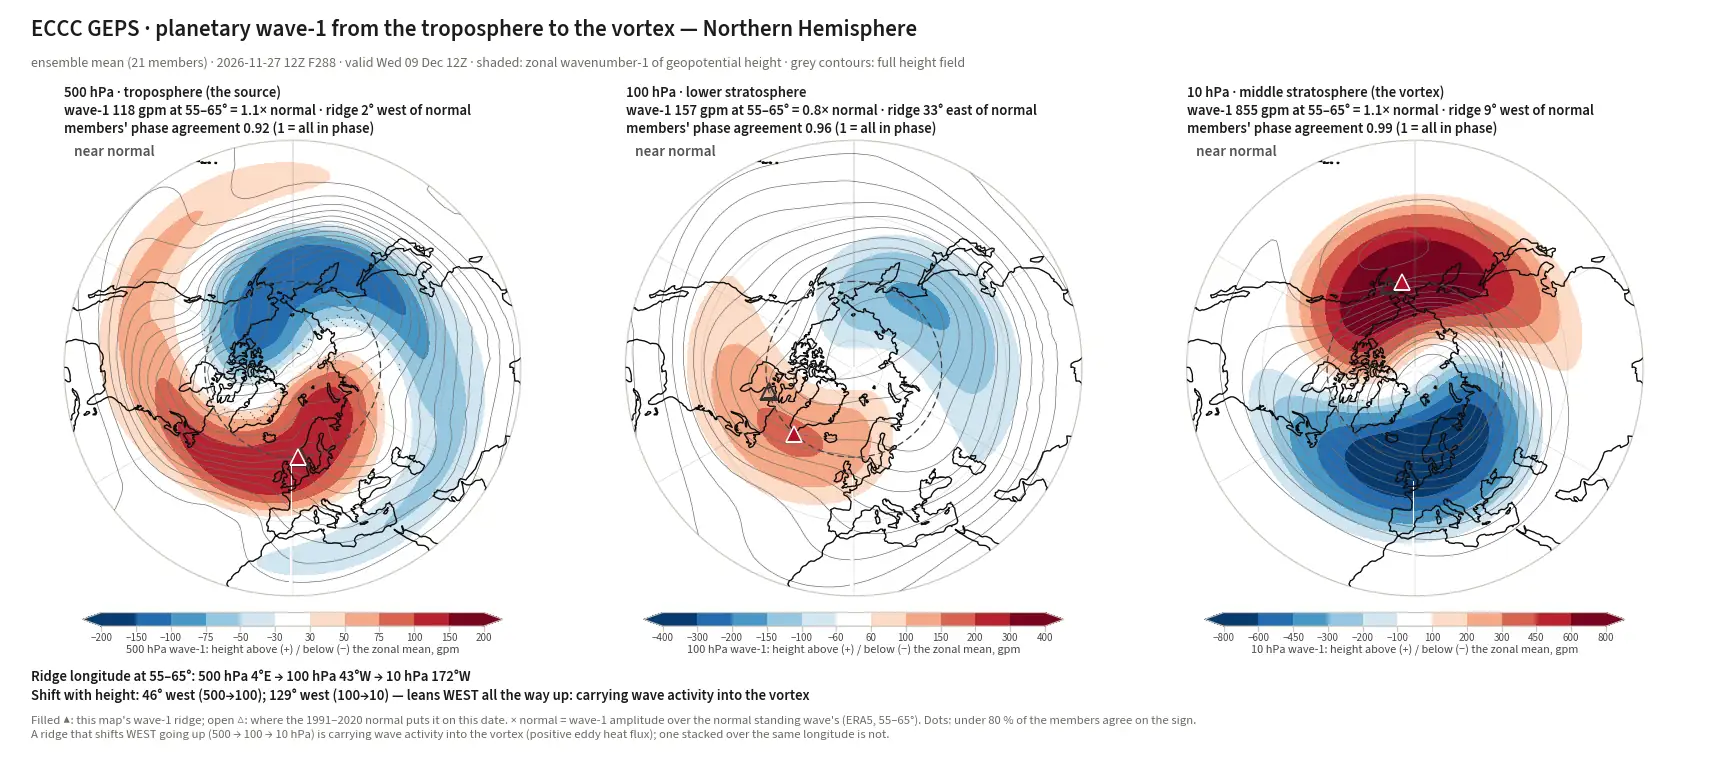 ECCC GEPS · planetary wave-1 from the troposphere to the vortex — Northern Hemisphere
ensemble mean (21 members) · 2026-11-27 12Z F288 · valid Wed 09 Dec 12Z · shaded: zonal wavenumber-1 of geopotential height · grey contours: full height field
500 hPa · troposphere (the source)
wave-1 118 gpm at 55–65° = 1.1× normal · ridge 2° west of normal
members' phase agreement 0.92 (1 = all in phase)
near normal
100 hPa · lower stratosphere
wave-1 157 gpm at 55–65° = 0.8× normal · ridge 33° east of normal
members' phase agreement 0.96 (1 = all in phase)
near normal
10 hPa · middle stratosphere (the vortex)
wave-1 855 gpm at 55–65° = 1.1× normal · ridge 9° west of normal
members' phase agreement 0.99 (1 = all in phase)
near normal
−200 −150 −100 −75 −50 −30 30 50 75 100 150 200
500 hPa wave-1: height above (+) / below (−) the zonal mean, gpm
−400 −300 −200 −150 −100 −60 60 100 150 200 300 400
100 hPa wave-1: height above (+) / below (−) the zonal mean, gpm
−800 −600 −450 −300 −200 −100 100 200 300 450 600 800
10 hPa wave-1: height above (+) / below (−) the zonal mean, gpm
Ridge longitude at 55–65°: 500 hPa 4°E → 100 hPa 43°W → 10 hPa 172°W
Shift with height: 46° west (500→100); 129° west (100→10) — leans WEST all the way up: carrying wave activity into the vortex
Filled ▲: this map's wave-1 ridge; open △: where the 1991–2020 normal puts it on this date. × normal = wave-1 amplitude over the normal standing wave's (ERA5, 55–65°). Dots: under 80 % of the members agree on the sign.
A ridge that shifts WEST going up (500 → 100 → 10 hPa) is carrying wave activity into the vortex (positive eddy heat flux); one stacked over the same longitude is not.